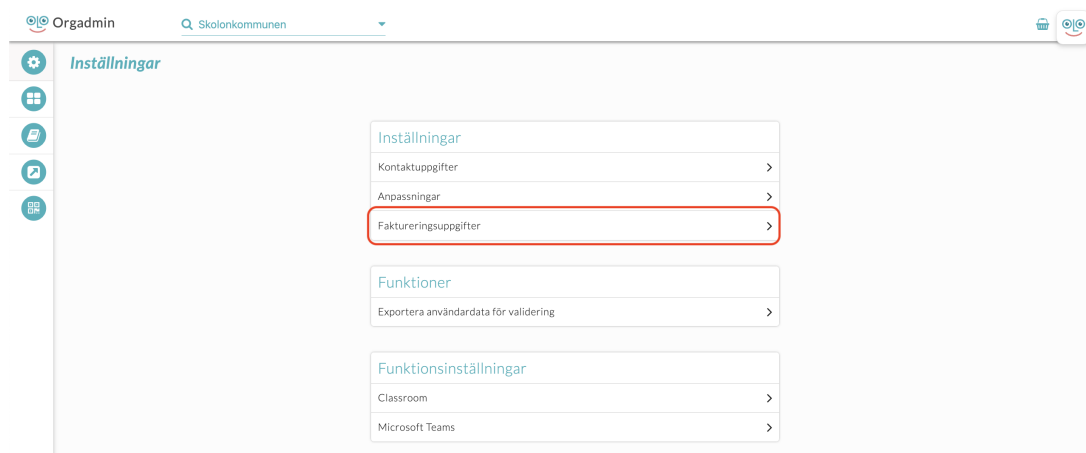 Orgadmin
Skolonkommunen
Inställningar
Inställningar
Kontaktuppgifter
Anpassningar
Faktureringsuppgifter
Funktioner
Exportera användardata för validering
Funktionsinställningar
Classroom
Microsoft Teams